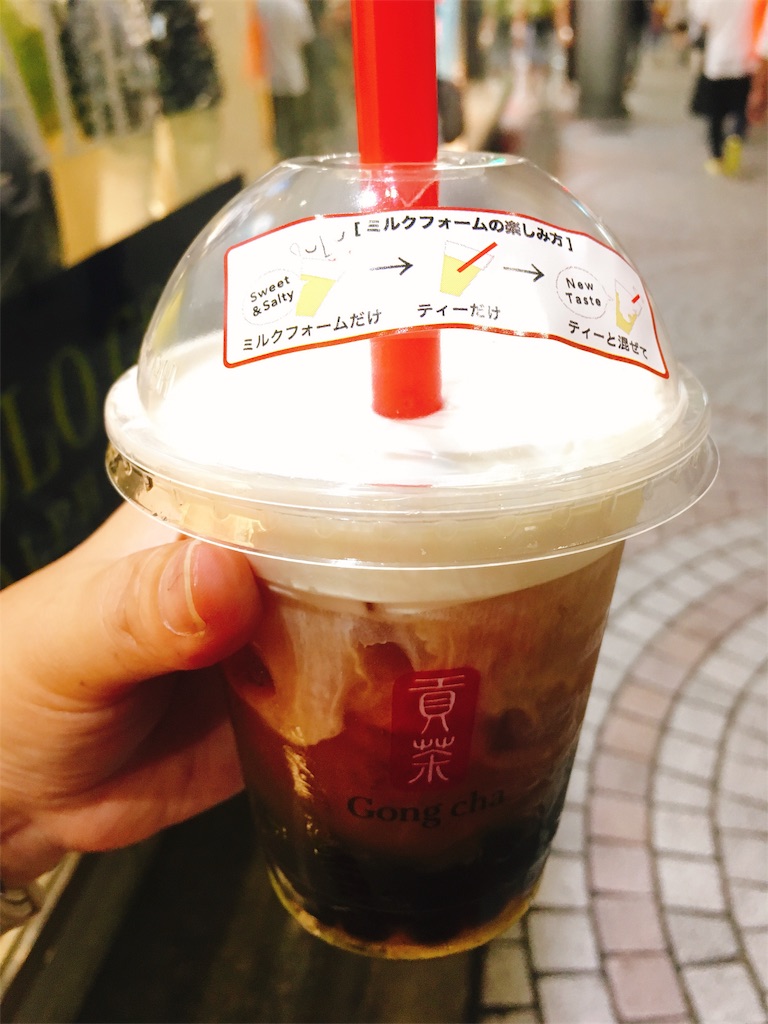 [ミルクフォームの楽しみ方]
Sweet
&Salty
ミルクフォームだけ
ティーだけ
New
Taste
ティーと混ぜて
貢茶
Gong cha